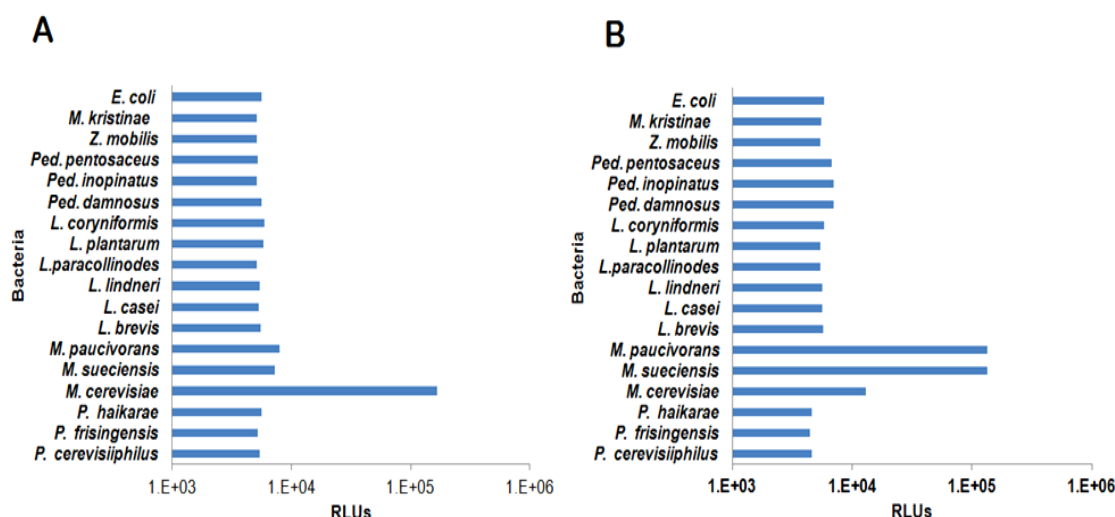 A
E. coli
M. kristinae
Z. mobilis
Ped. pentosaceus
Ped. inopinatus
Ped. damnosus
L. coryniformis
L. plantarum
L.paracollinodes
L. lindneri
L. casei
L. brevis
M. paucivorans
M. sueciensis
M. cerevisiae
P. haikarae
P. frisingensis
P. cerevisiiphilus
Bacteria
1.E+03 1.E+04 1.E+05 1.E+06
RLUs
B
E. coli
M. kristinae
Z. mobilis
Ped. pentosaceus
Ped. inopinatus
Ped. damnosus
L. coryniformis
L. plantarum
L.paracollinodes
L. lindneri
L. casei
L. brevis
M. paucivorans
M. sueciensis
M. cerevisiae
P. haikarae
P. frisingensis
P. cerevisiiphilus
Bacteria
1.E+03 1.E+04 1.E+05 1.E+06
RLUs